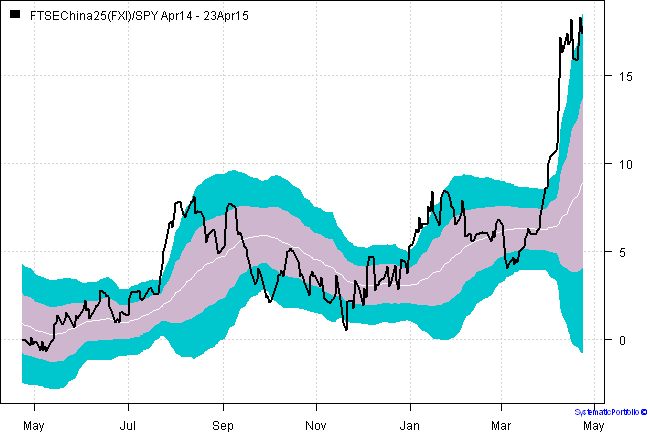 FTSEChina25(FXI)/SPY Apr14 - 23Apr15
15
10
5
0
SystematicPortfolio ©
May Jul Sep Nov Jan Mar May